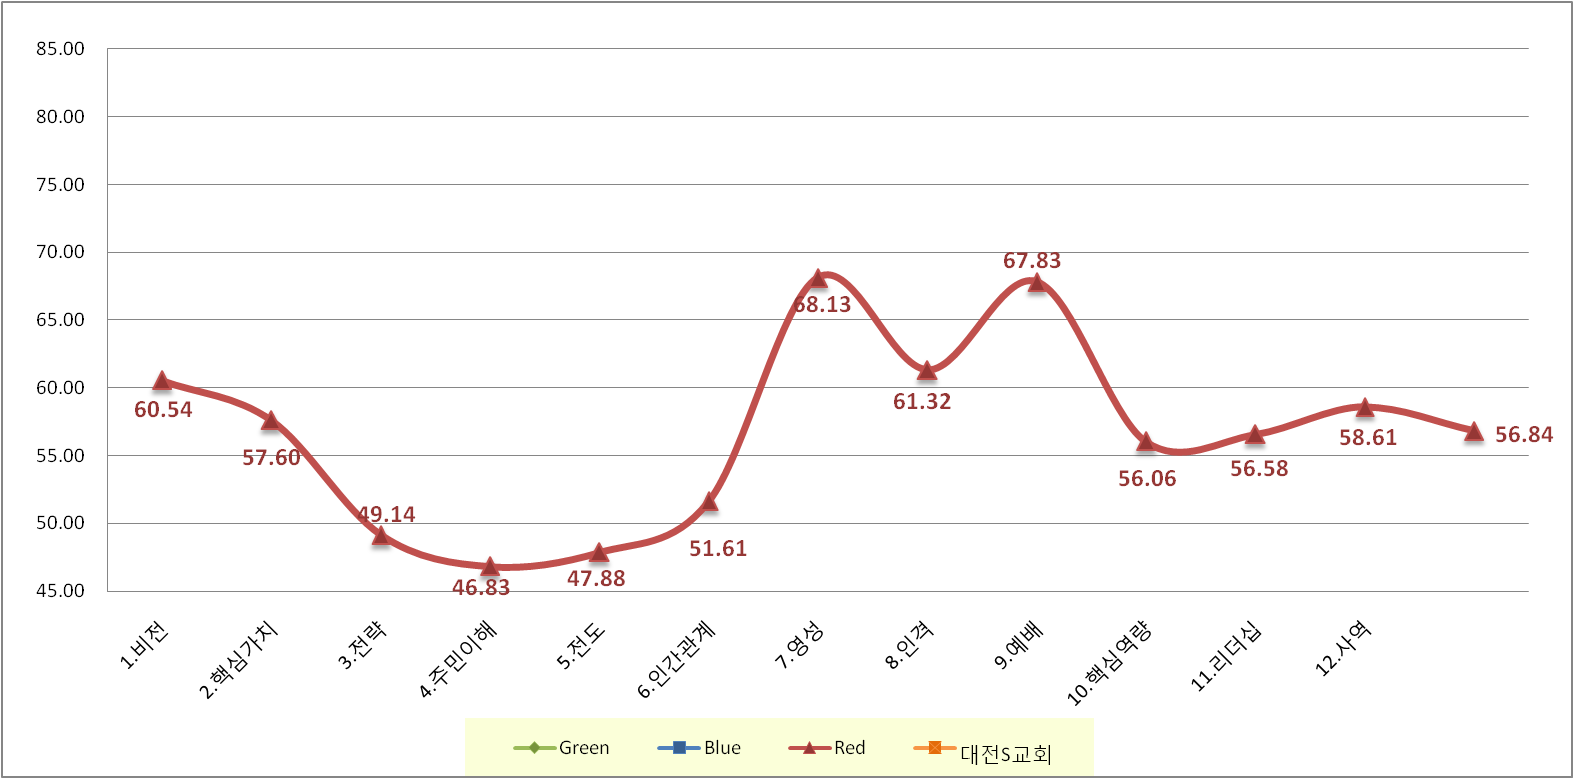 85.00
80.00
75.00
70.00
65.00
60.00
55.00
50.00
45.00
60.54
57.60
49.14
46.83
47.88
51.61
68.13
61.32
67.83
56.06
56.58
58.61
56.84
1.비전
2.핵심가치
3.전략
4.주민이해
5.전도
6.인간관계
7.영성
8.인격
9.예배
10.핵심역량
11.리더십
12.사역
Green Blue Red 대전S교회